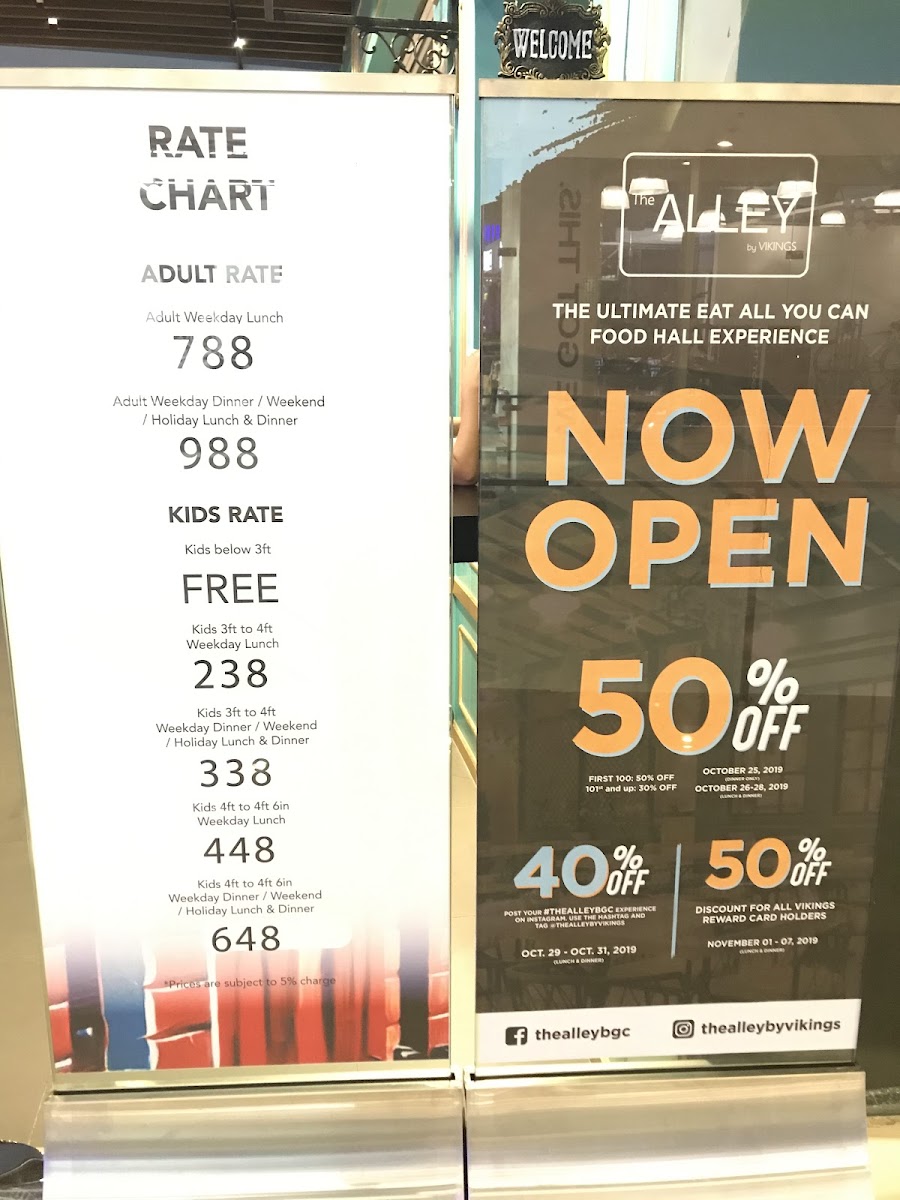 WELCOME
RATE
CHART
ADULT RATE
Adult Weekday Lunch
788
Adult Weekday Dinner / Weekend
/ Holiday Lunch & Dinner
988
KIDS RATE
Kids below 3ft
FREE
Kids 3ft to 4ft
Weekday Lunch
238
Kids 3ft to 4ft
Weekday Dinner / Weekend
/ Holiday Lunch & Dinner
338
Kids 4ft to 4ft 6in
Weekday Lunch
448
Kids 4ft to 4ft 6in
Weekday Dinner / Weekend
/ Holiday Lunch & Dinner
648
*Prices are subject to 5% charge
The
ALLEY
by VIKINGS
THE ULTIMATE EAT ALL YOU CAN
FOOD HALL EXPERIENCE
NOW
OPEN
50% OFF
FIRST 100: 50% OFF
101st and up: 30% OFF
OCTOBER 25, 2019
(DINNER ONLY)
OCTOBER 26-28, 2019
(LUNCH & DINNER)
40% OFF
POST YOUR #THEALLEYBGC EXPERIENCE
ON INSTAGRAM. USE THE HASHTAG AND
TAG @THEALLEYBYVIKINGS
OCT. 29 - OCT. 31, 2019
(LUNCH & DINNER)
50% OFF
DISCOUNT FOR ALL VIKINGS
REWARD CARD HOLDERS
NOVEMBER 01 - 07, 2019
(LUNCH & DINNER)
thealleybgc
thealleybyvikings